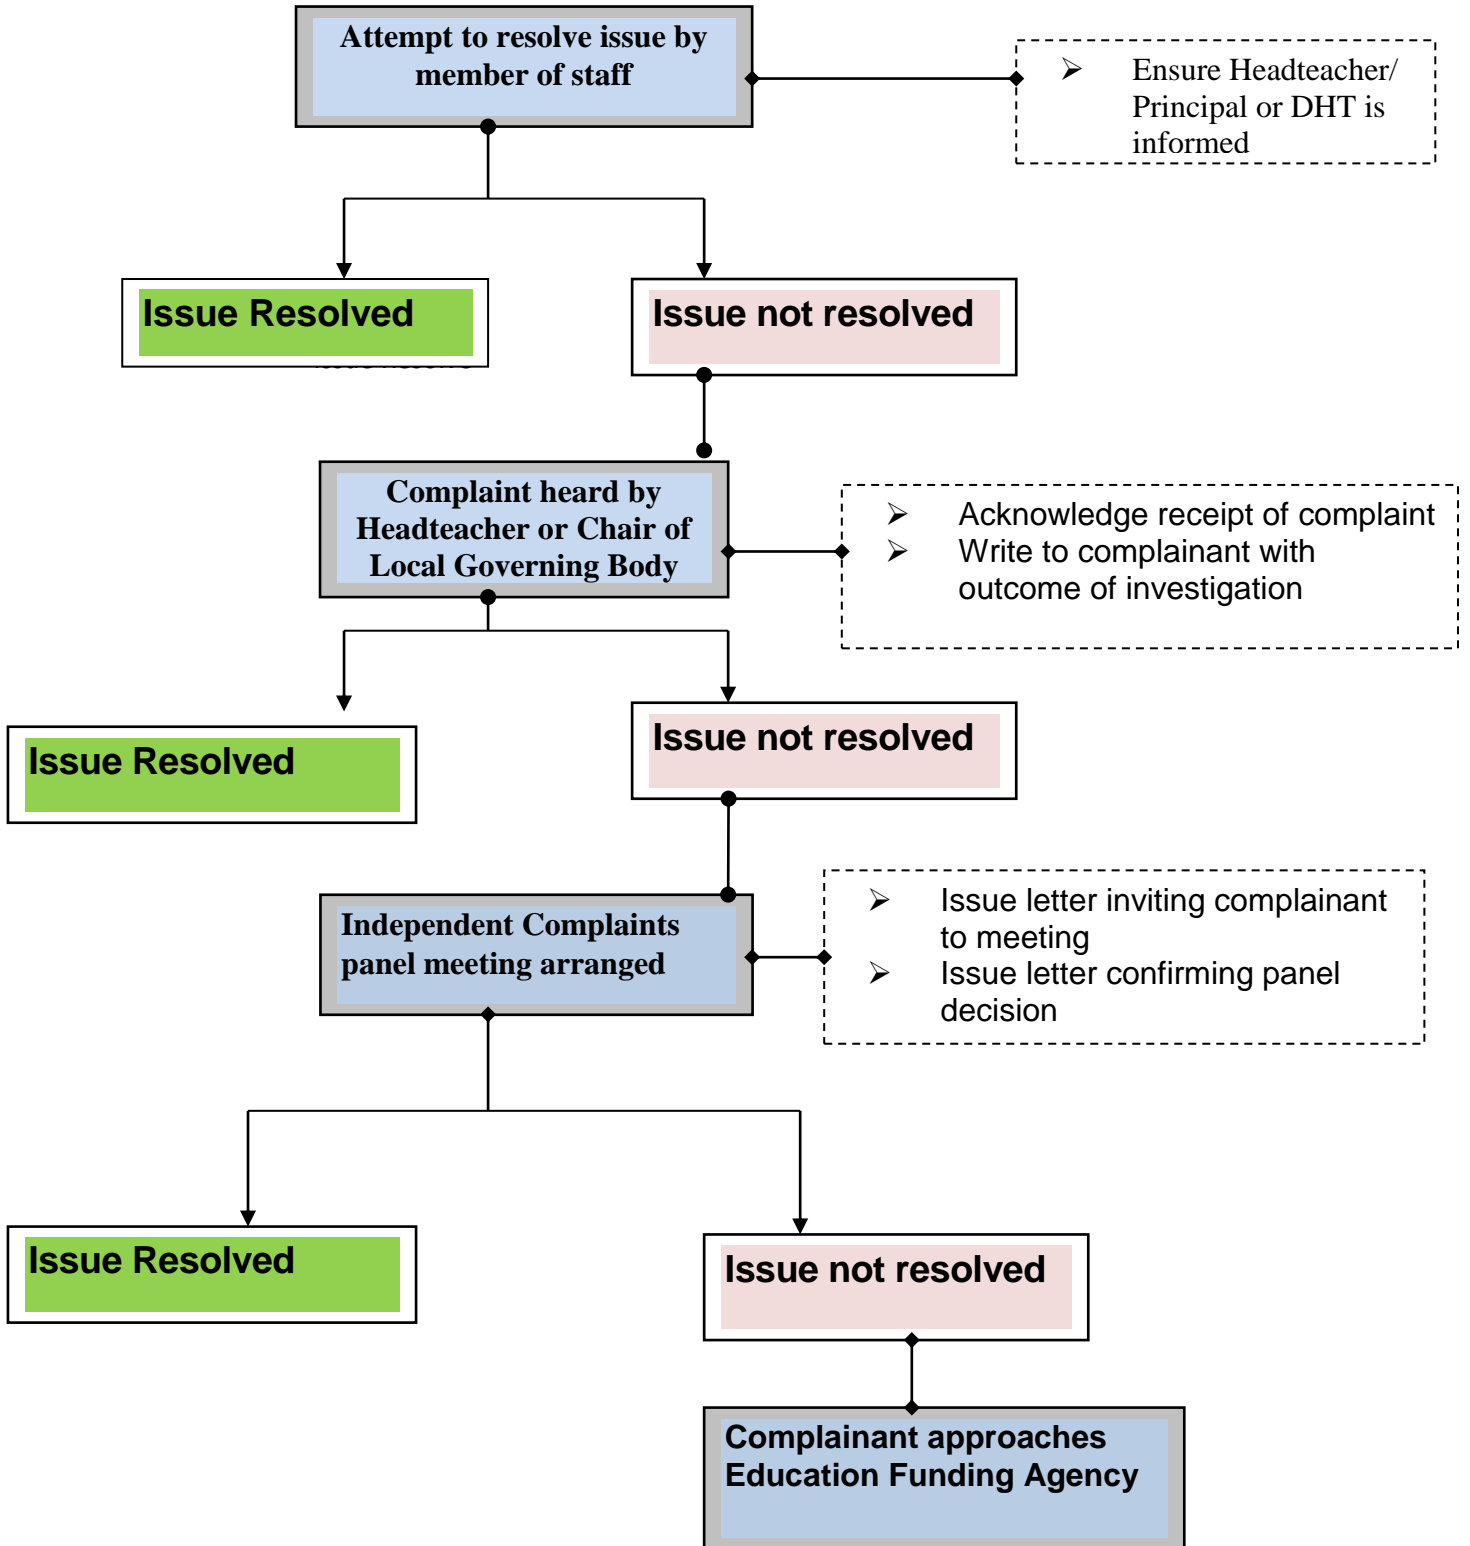 Attempt to resolve issue by
member of staff
➢ Ensure Headteacher/
Principal or DHT is
informed
Issue Resolved
Issue not resolved
Complaint heard by
Headteacher or Chair of
Local Governing Body
➢ Acknowledge receipt of complaint
➢ Write to complainant with
outcome of investigation
Issue Resolved
Issue not resolved
Independent Complaints
panel meeting arranged
➢ Issue letter inviting complainant
to meeting
➢ Issue letter confirming panel
decision
Issue Resolved
Issue not resolved
Complainant approaches
Education Funding Agency